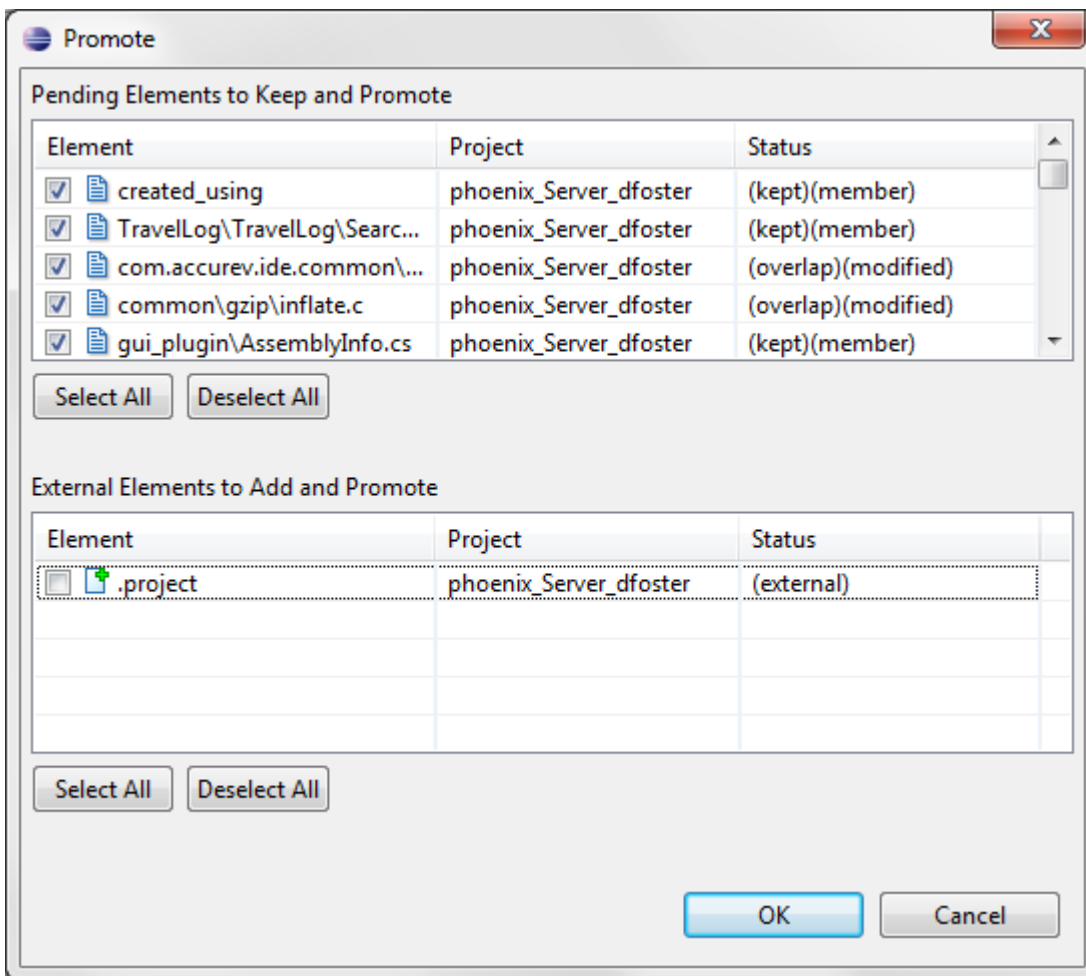 Promote
Pending Elements to Keep and Promote
Element Project Status
created_using phoenix_Server_dfoster (kept)(member)
TravelLog\TravelLog\Searc... phoenix_Server_dfoster (kept)(member)
com.accurev.ide.common\... phoenix_Server_dfoster (overlap)(modified)
common\gzip\inflate.c phoenix_Server_dfoster (overlap)(modified)
gui_plugin\AssemblyInfo.cs phoenix_Server_dfoster (kept)(member)
Select All Deselect All
External Elements to Add and Promote
Element Project Status
.project phoenix_Server_dfoster (external)
Select All Deselect All
OK Cancel